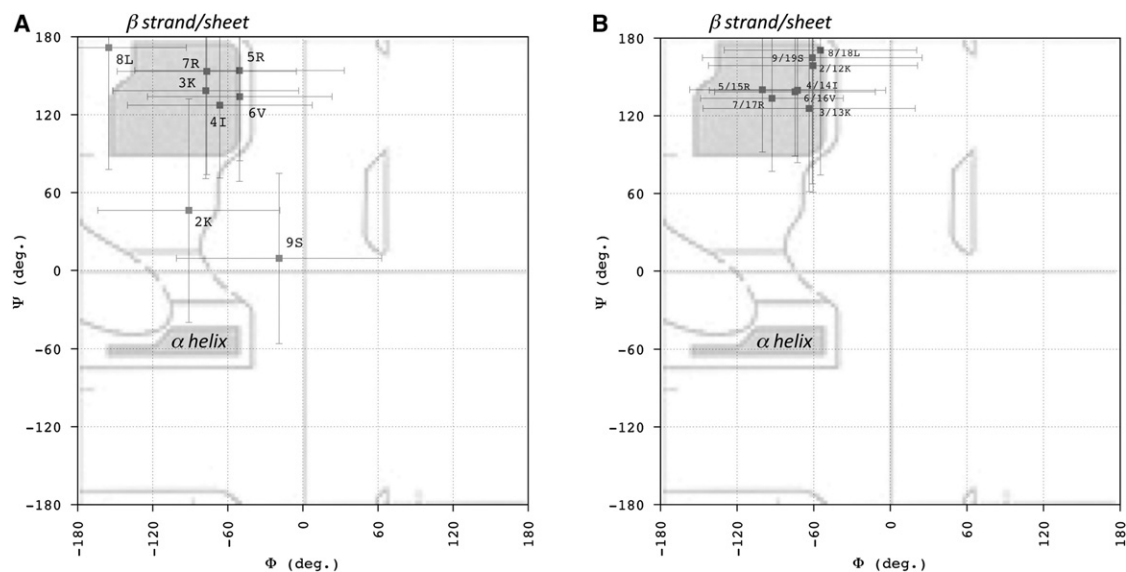 A
β strand/sheet
180
120
60
0
-60
-120
-180
Ψ (deg.)
8L
7R
5R
3K
4I
6V
2K
9S
α helix
-180
-120
-60
0
60
120
180
Φ (deg.)
B
β strand/sheet
180
120
60
0
-60
-120
-180
Ψ (deg.)
8/18L
9/19S
2/12K
5/15R
4/14I
6/16V
7/17R
3/13K
α helix
-180
-120
-60
0
60
120
180
Φ (deg.)